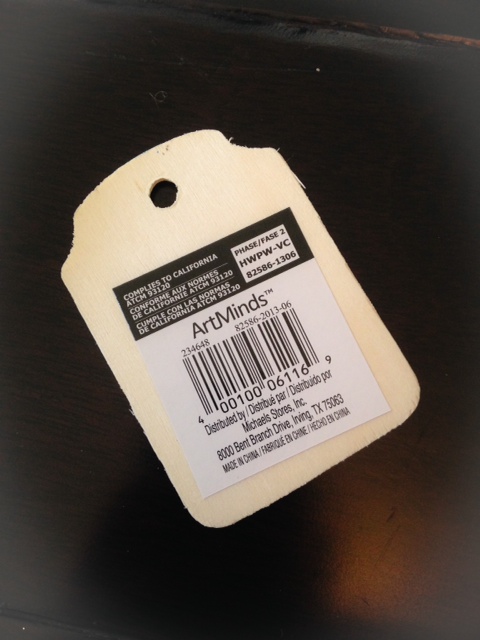 COMPLIES TO CALIFORNIA
ATCM 93120
CONFORME AUX NORMES
DE CALIFORNIE ATCM 93120
CUMPLE CON LAS NORMAS
DE CALIFORNIA ATCM 93120
PHASE/FASE 2
HWPW-VC
82586-1306
ArtMinds™
234648 82586-2013-06
4 00100 06116 9
Distributed by / Distribué par / Distribuido por
Michaels Stores, Inc.
8000 Bent Branch Drive, Irving, TX 75063
MADE IN CHINA / FABRIQUÉ EN CHINE / HECHO EN CHINA